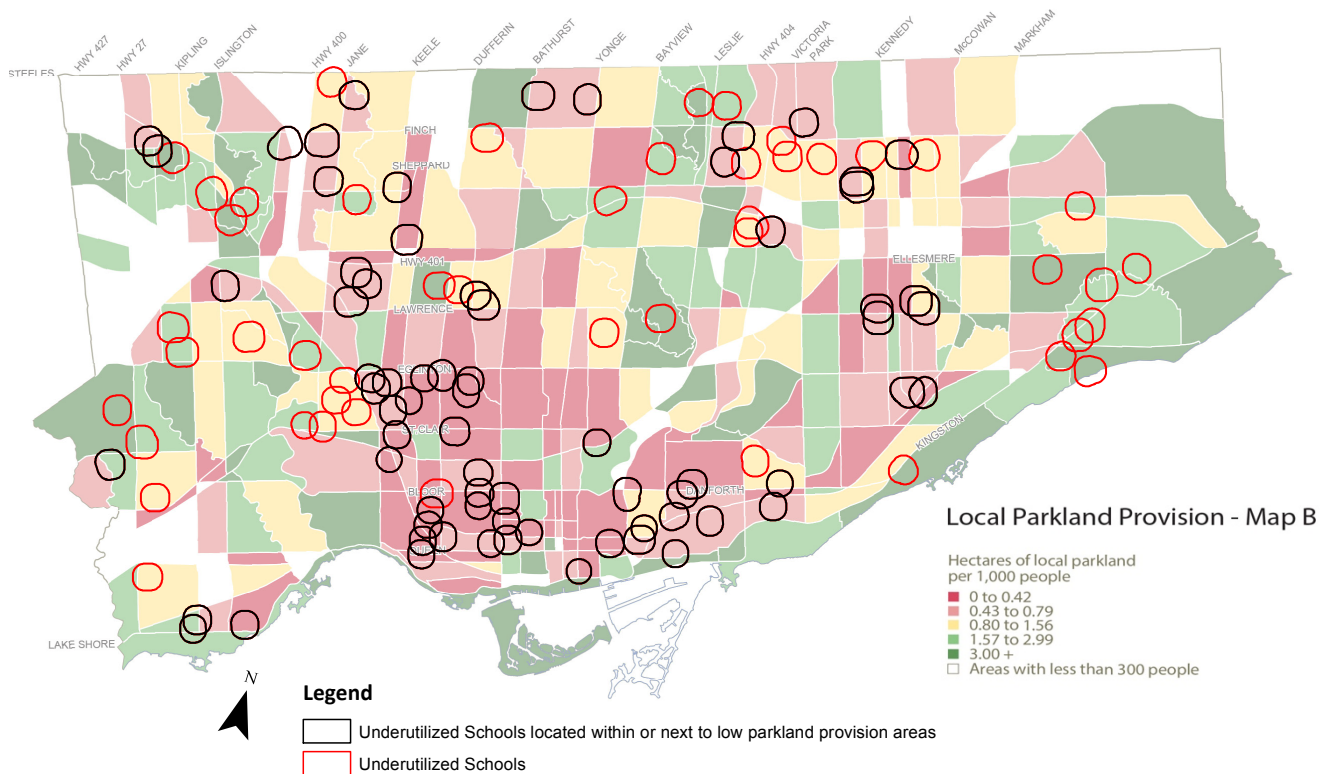 HWY 427
HWY 27
KIPLING
ISLINGTON
HWY 400
JANE
KEELE
DUFFERIN
BATHURST
YONGE
BAYVIEW
LESLIE
HWY 404
VICTORIA
PARK
KENNEDY
McCOWAN
MARKHAM
STEELES
FINCH
SHEPPARD
HWY 401
ELLESMERE
LAWRENCE
EGLINTON
ST CLAIR
KINGSTON
BLOOR
DANFORTH
LAKE SHORE
Local Parkland Provision - Map B
Hectares of local parkland
per 1,000 people
0 to 0.42
0.43 to 0.79
0.80 to 1.56
1.57 to 2.99
3.00 +
Areas with less than 300 people
N
Legend
Underutilized Schools located within or next to low parkland provision areas
Underutilized Schools